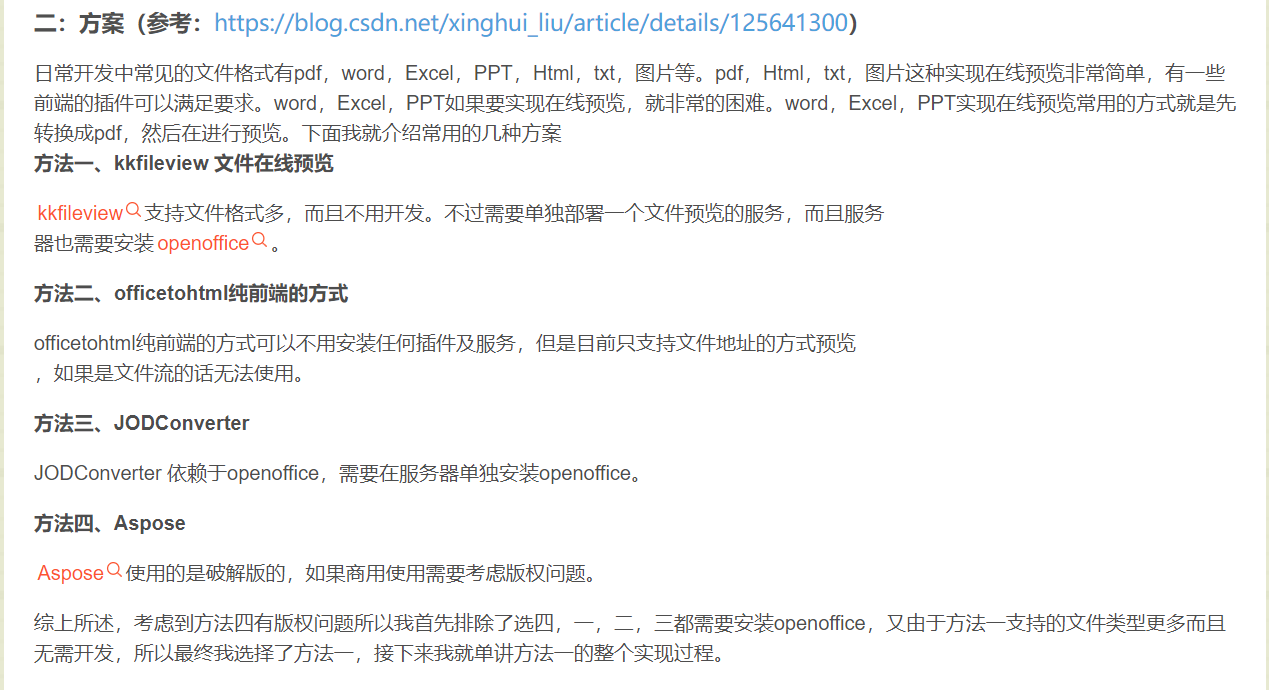 二：方案（参考：https://blog.csdn.net/xinghui_liu/article/details/125641300）
日常开发中常见的文件格式有pdf，word，Excel，PPT，Html，txt，图片等。pdf，Html，txt，图片这种实现在线预览非常简单，有一些
前端的插件可以满足要求。word，Excel，PPT如果要实现在线预览，就非常的困难。word，Excel，PPT实现在线预览常用的方式就是先
转换成pdf，然后在进行预览。下面我就介绍常用的几种方案
方法一、kkfileview 文件在线预览
kkfileview支持文件格式多，而且不用开发。不过需要单独部署一个文件预览的服务，而且服务
器也需要安装openoffice。
方法二、officetohtml纯前端的方式
officetohtml纯前端的方式可以不用安装任何插件及服务，但是目前只支持文件地址的方式预览
，如果是文件流的话无法使用。
方法三、JODConverter
JODConverter 依赖于openoffice，需要在服务器单独安装openoffice。
方法四、Aspose
Aspose使用的是破解版的，如果商用使用需要考虑版权问题。
综上所述，考虑到方法四有版权问题所以我首先排除了选四，一，二，三都需要安装openoffice，又由于方法一支持的文件类型更多而且
无需开发，所以最终我选择了方法一，接下来我就单讲方法一的整个实现过程。